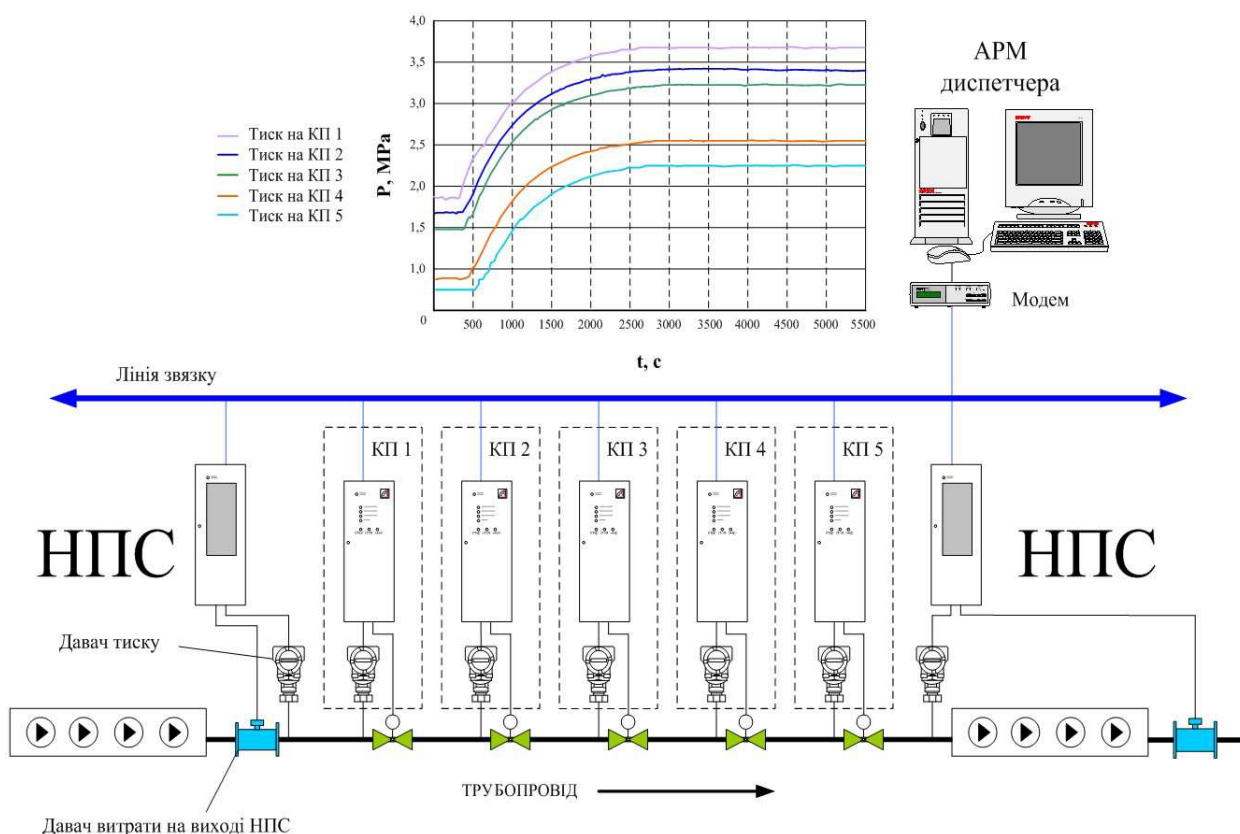 4,0
3,5
3,0
2,5
2,0
1,5
1,0
P, MPa
0
500
1000
1500
2000
2500
3000
3500
4000
4500
5000
5500
t, c
Тиск на КП 1
Тиск на КП 2
Тиск на КП 3
Тиск на КП 4
Тиск на КП 5
АРМ
диспетчера
Модем
Лінія звязку
КП 1
КП 2
КП 3
КП 4
КП 5
НПС
НПС
Давач тиску
ТРУБОПРОВІД
Давач витрати на виході НПС